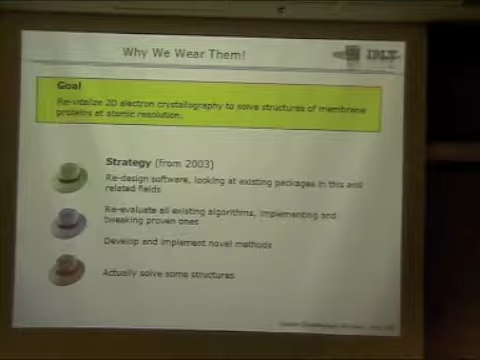 Why We Wear Them!
IPLT
Goal
Re-vitalize 2D electron crystallography to solve structures of membrane
proteins at atomic resolution.
Strategy (from 2003)
Re-design software, looking at existing packages in this and
related fields
Re-evaluate all existing algorithms, implementing and
tweaking proven ones
Develop and implement novel methods
Actually solve some structures